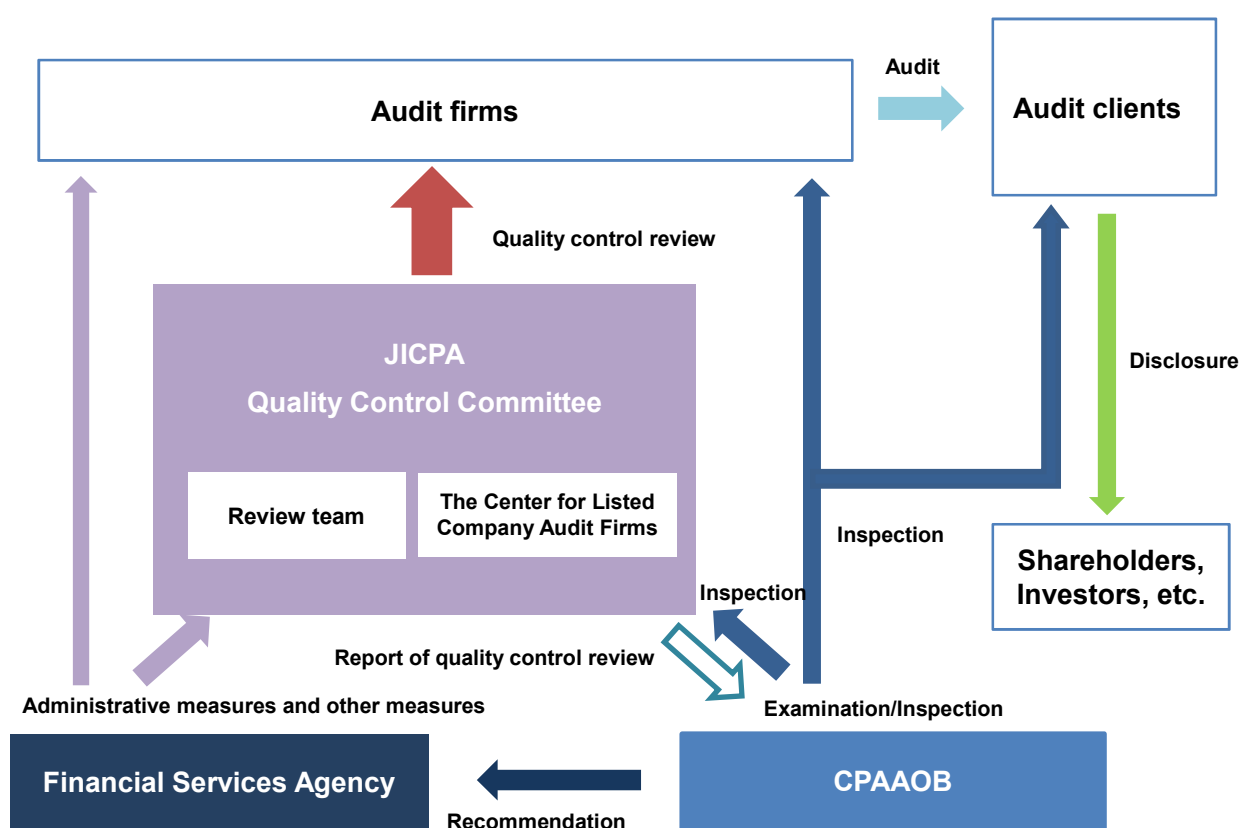 Audit
Audit firms
Audit clients
Quality control review
JICPA
Quality Control Committee
Disclosure
Review team
The Center for Listed
Company Audit Firms
Inspection
Shareholders,
Investors, etc.
Inspection
Report of quality control review
Administrative measures and other measures
Examination/Inspection
Financial Services Agency
CPAAOB
Recommendation